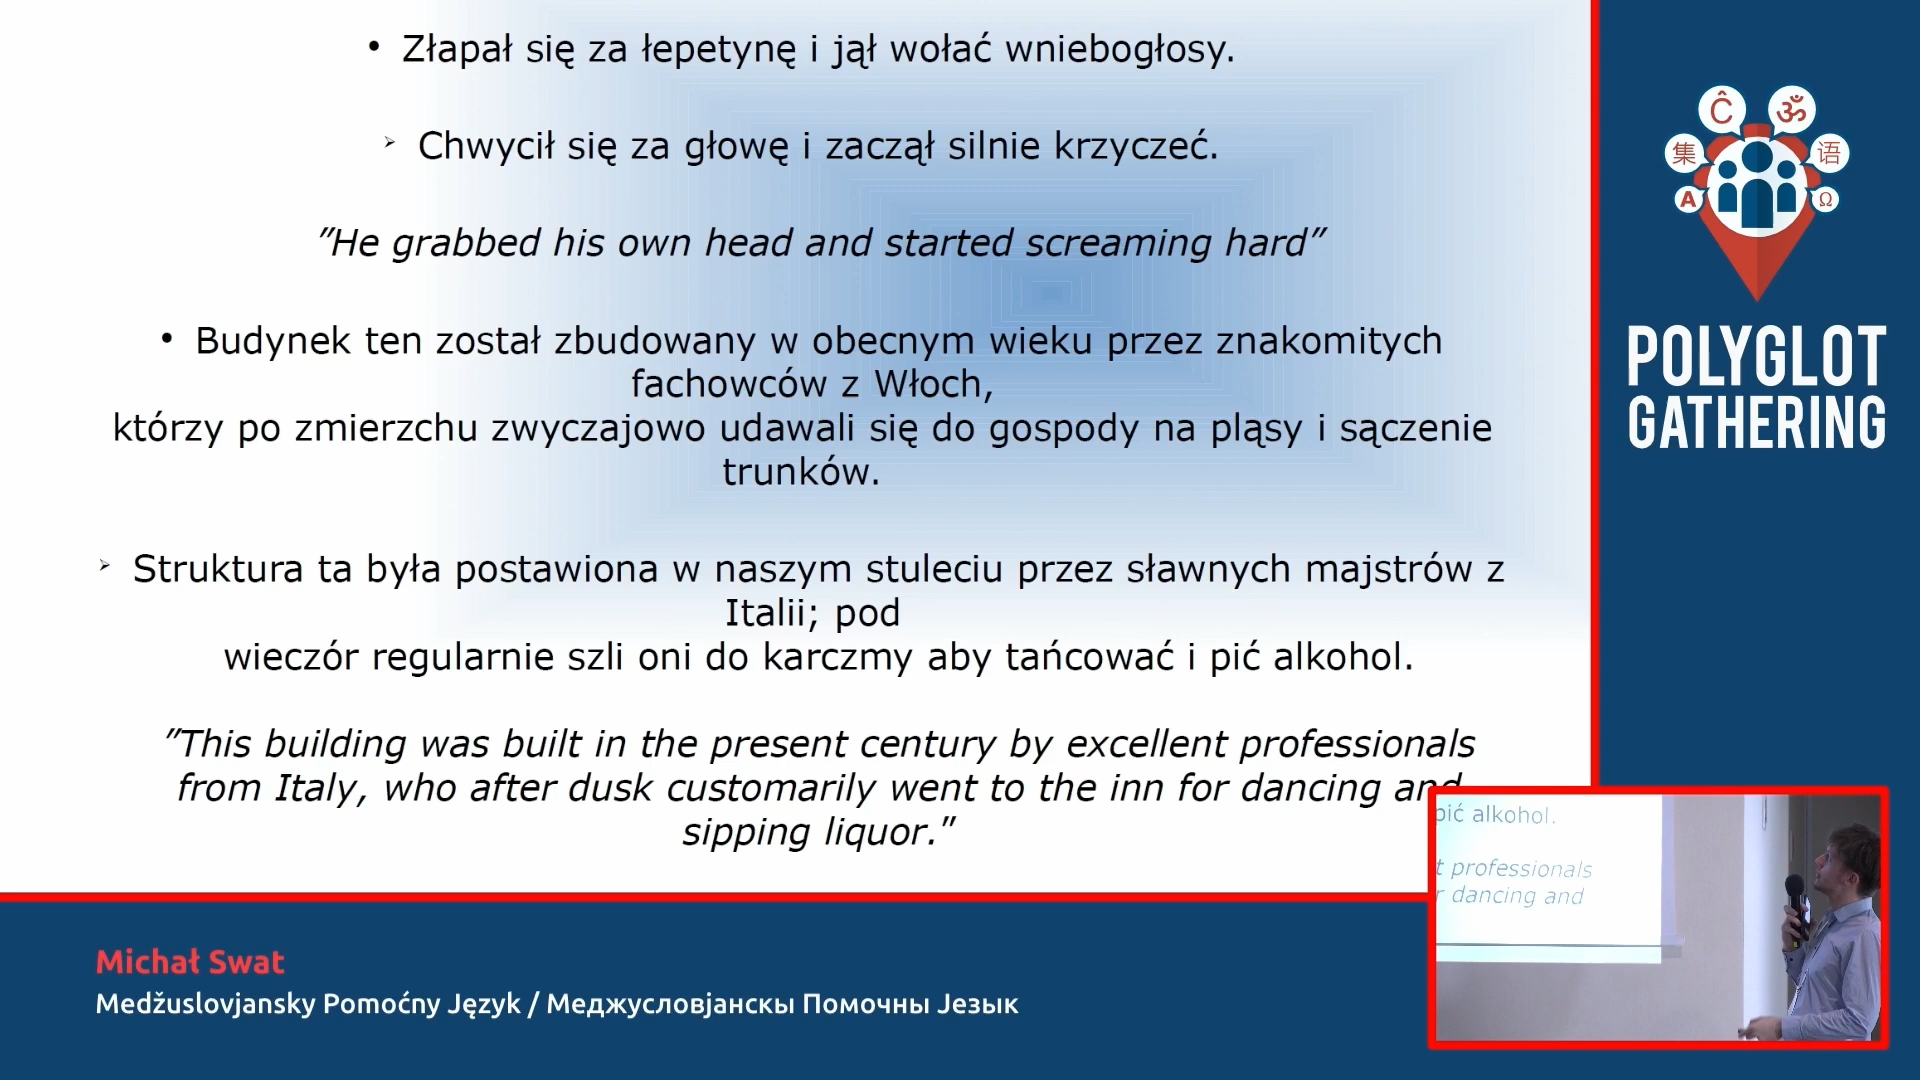 • Złapał się za łepetynę i jął wołać wniebogłosy.
➢ Chwycił się za głowę i zaczął silnie krzyczeć.
”He grabbed his own head and started screaming hard”
• Budynek ten został zbudowany w obecnym wieku przez znakomitych
fachowców z Włoch,
którzy po zmierzchu zwyczajowo udawali się do gospody na pląsy i sączenie
trunków.
➢ Struktura ta była postawiona w naszym stuleciu przez sławnych majstrów z
Italii; pod
wieczór regularnie szli oni do karczmy aby tańcować i pić alkohol.
”This building was built in the present century by excellent professionals
from Italy, who after dusk customarily went to the inn for dancing and
sipping liquor.”
Ĉ ॐ
集 语
A Ω
POLYGLOT
GATHERING
pić alkohol.
t professionals
r dancing and
Michał Swat
Medžuslovjansky Pomoćny Język / Меджусловјанскы Помочны Језык